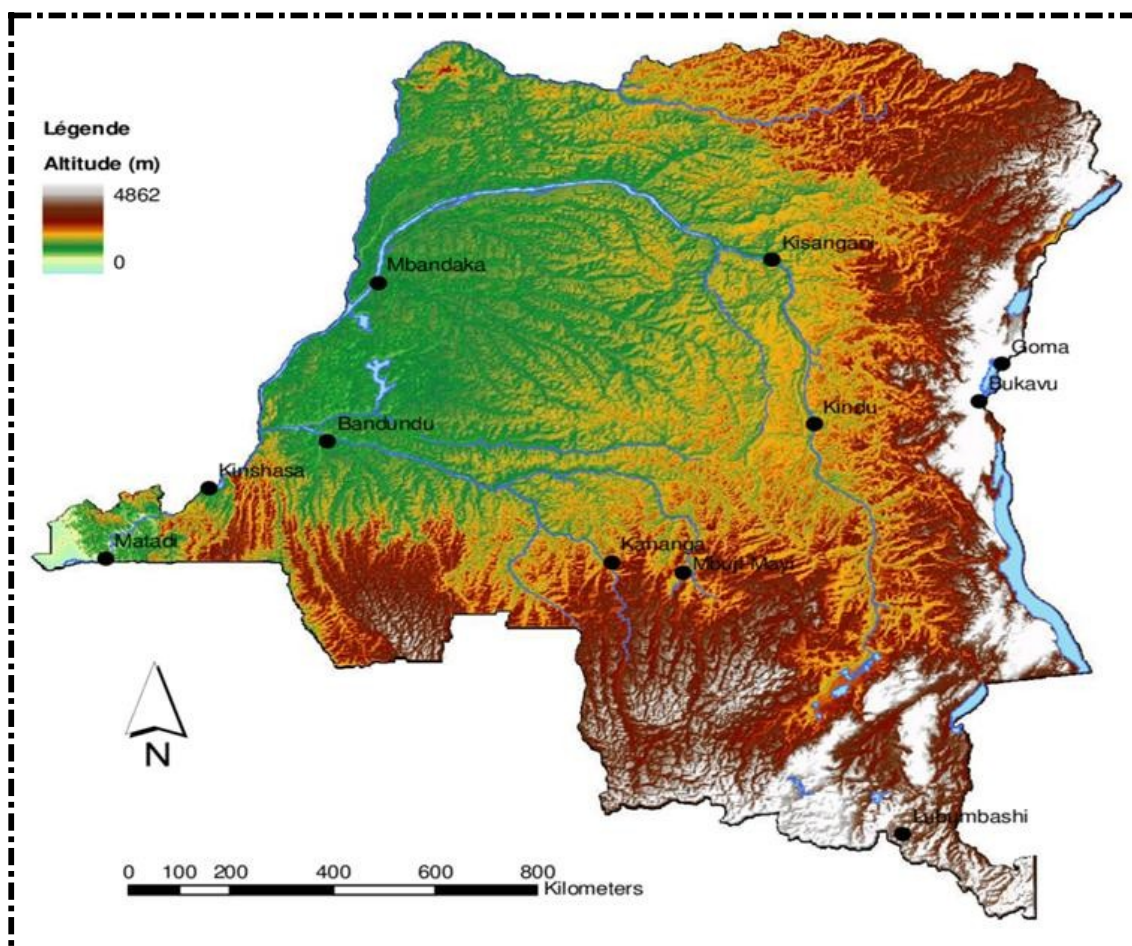 Légende
Altitude (m)
4862
0
Kisangani
Mbandaka
Goma
Bukavu
Kindu
Bandundu
Kinshasa
Matadi
Kananga
Mbuji Mayi
N
Lubumbashi
0 100 200 400 600 800
Kilometers